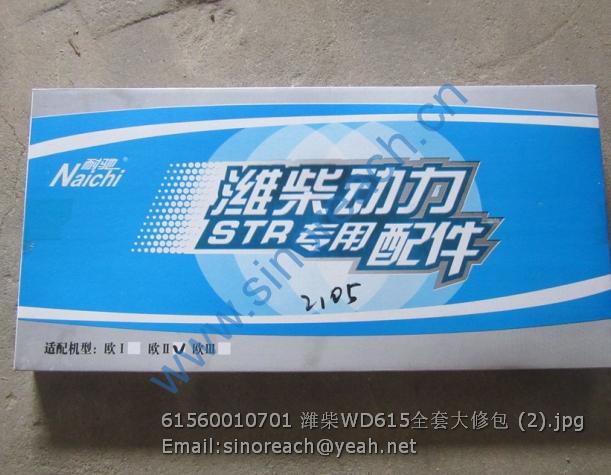 耐驰®
Naichi
潍柴动力
STR专用配件
2105
适配机型：欧I 欧II ✓ 欧III
www.sinoreach.cn
61560010701 潍柴WD615全套大修包 (2).jpg
Email:sinoreach@yeah.net